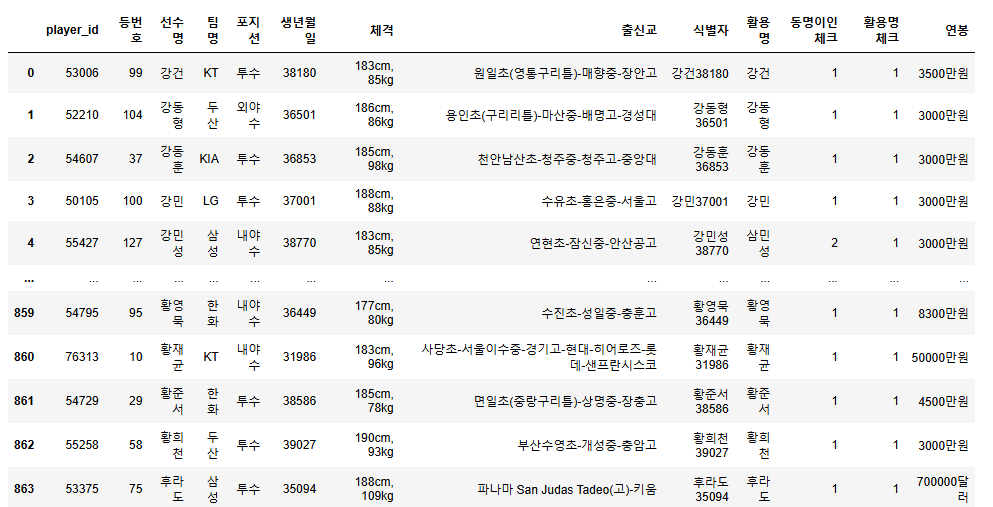 player_id 등번호 선수명 팀명 포지션 생년월일 체격 출신교 식별자 활용명 동명이인체크 활용명체크 연봉
0 53006 99 강건 KT 투수 38180 183cm, 85kg 원일초(영통구리틀)-매향중-장안고 강건38180 강건 1 1 3500만원
1 52210 104 강동형 두산 외야수 36501 186cm, 86kg 용인초(구리리틀)-마산중-배명고-경성대 강동형36501 강동형 1 1 3000만원
2 54607 37 강동훈 KIA 투수 36853 185cm, 98kg 천안남산초-청주중-청주고-중앙대 강동훈36853 강동훈 1 1 3000만원
3 50105 100 강민 LG 투수 37001 188cm, 88kg 수유초-홍은중-서울고 강민37001 강민 1 1 3000만원
4 55427 127 강민성 삼성 내야수 38770 183cm, 85kg 연현초-잠신중-안산공고 강민성38770 삼민성 2 1 3000만원
... ... ... ... ... ... ... ... ... ... ... ... ... ...
859 54795 95 황영묵 한화 내야수 36449 177cm, 80kg 수진초-성일중-충훈고 황영묵36449 황영묵 1 1 8300만원
860 76313 10 황재균 KT 내야수 31986 183cm, 96kg 사당초-서울이수중-경기고-현대-히어로즈-롯데-샌프란시스코 황재균31986 황재균 1 1 50000만원
861 54729 29 황준서 한화 투수 38586 185cm, 78kg 면일초(중랑구리틀)-상명중-장충고 황준서38586 황준서 1 1 4500만원
862 55258 58 황희천 두산 투수 39027 190cm, 93kg 부산수영초-개성중-충암고 황희천39027 황희천 1 1 3000만원
863 53375 75 후라도 삼성 투수 35094 188cm, 109kg 파나마 San Judas Tadeo(고)-키움 후라도35094 후라도 1 1 700000달러